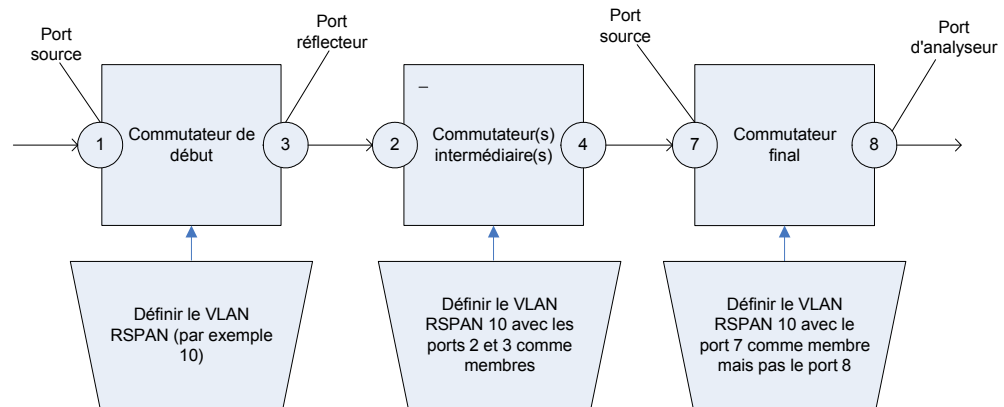 Port
source
Port
réflecteur
Port
source
Port
d'analyseur
1
Commutateur de
début
3
2
–
Commutateur(s)
intermédiaire(s)
4
7
Commutateur
final
8
Définir le VLAN
RSPAN (par exemple
10)
Définir le VLAN
RSPAN 10 avec les
ports 2 et 3 comme
membres
Définir le VLAN
RSPAN 10 avec le
port 7 comme membre
mais pas le port 8